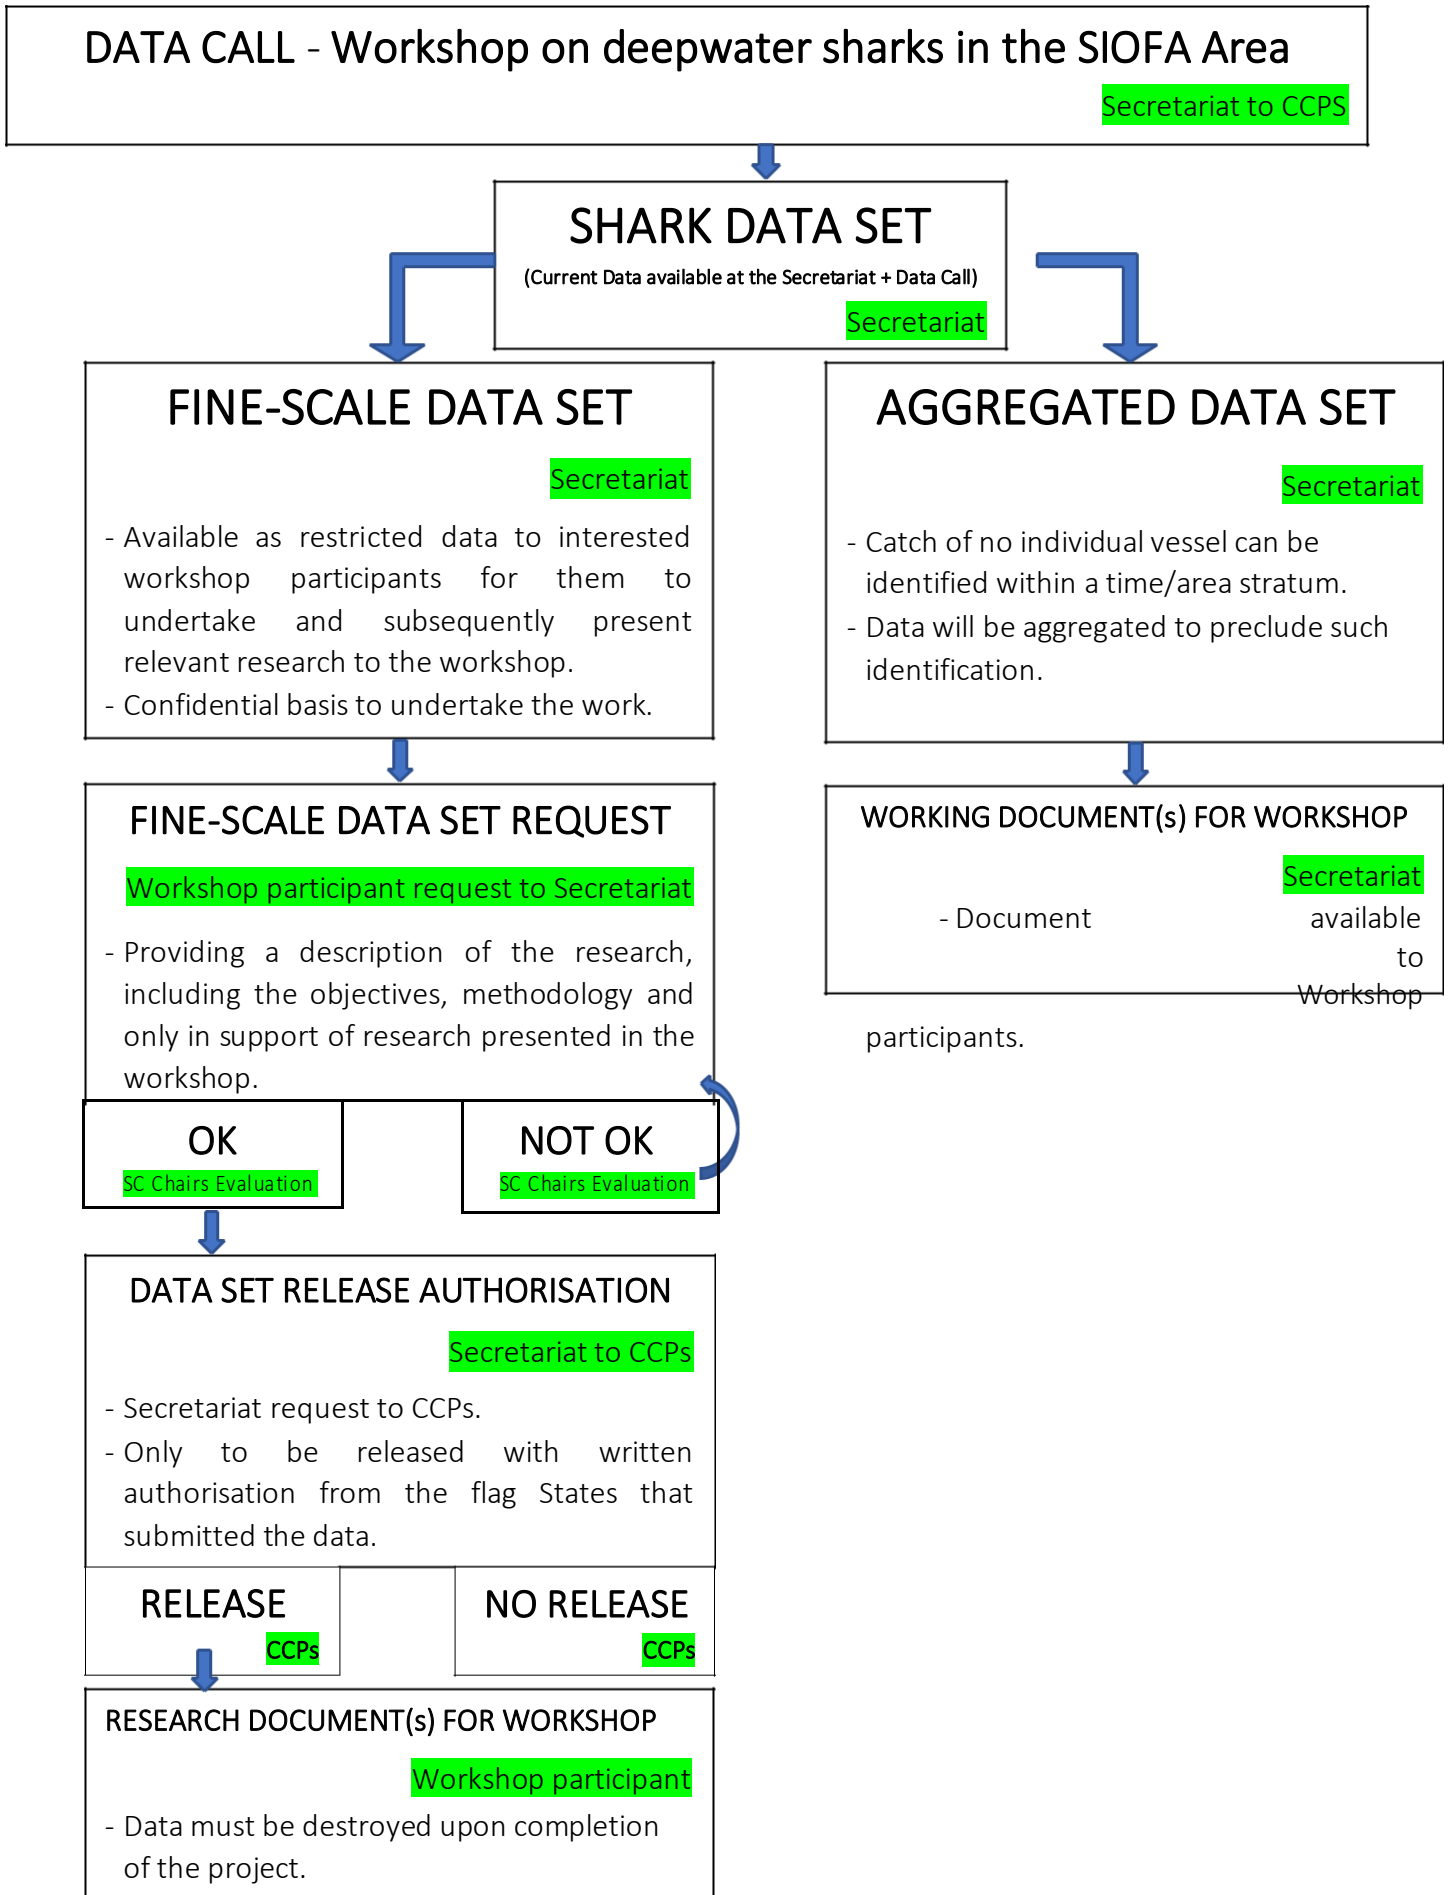 DATA CALL - Workshop on deepwater sharks in the SIOFA Area
Secretariat to CCPS
SHARK DATA SET
(Current Data available at the Secretariat + Data Call)
Secretariat
FINE-SCALE DATA SET
Secretariat
- Available as restricted data to interested
workshop participants for them to
undertake and subsequently present
relevant research to the workshop.
- Confidential basis to undertake the work.
AGGREGATED DATA SET
Secretariat
- Catch of no individual vessel can be
identified within a time/area stratum.
- Data will be aggregated to preclude such
identification.
FINE-SCALE DATA SET REQUEST
Workshop participant request to Secretariat
- Providing a description of the research,
including the objectives, methodology and
only in support of research presented in the
workshop.
WORKING DOCUMENT(s) FOR WORKSHOP
Secretariat
- Document available
to
Workshop
participants.
OK
SC Chairs Evaluation
NOT OK
SC Chairs Evaluation
DATA SET RELEASE AUTHORISATION
Secretariat to CCPs
- Secretariat request to CCPs.
- Only to be released with written
authorisation from the flag States that
submitted the data.
RELEASE
CCPs
NO RELEASE
CCPs
RESEARCH DOCUMENT(s) FOR WORKSHOP
Workshop participant
- Data must be destroyed upon completion
of the project.